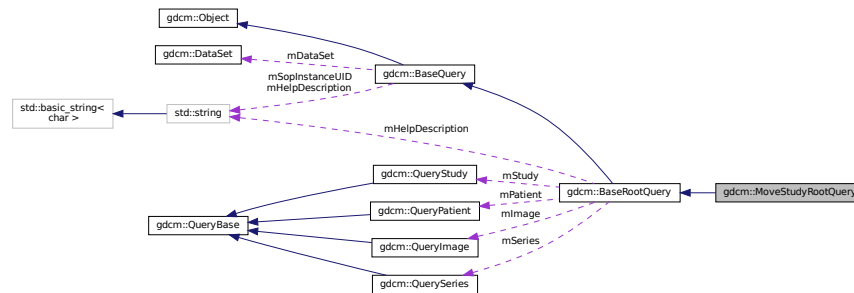 gdcm::Object
gdcm::DataSet
mDataSet
gdcm::BaseQuery
mSopInstanceUID
mHelpDescription
std::basic_string<
char >
std::string
mHelpDescription
gdcm::QueryStudy
mStudy
gdcm::BaseRootQuery
gdcm::MoveStudyRootQuery
mPatient
gdcm::QueryPatient
mImage
gdcm::QueryBase
gdcm::QueryImage
mSeries
gdcm::QuerySeries